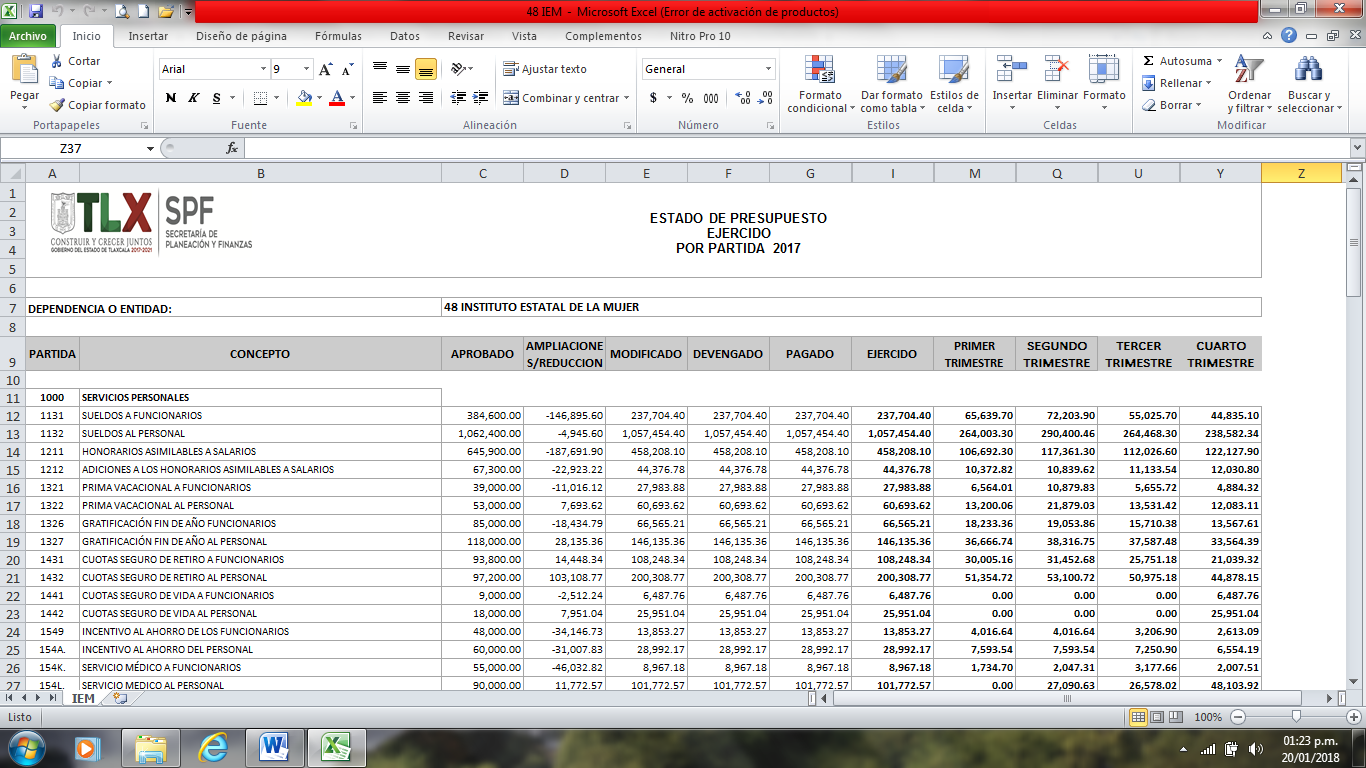 48 IEM - Microsoft Excel (Error de activación de productos)
Archivo Inicio Insertar Diseño de página Fórmulas Datos Revisar Vista Complementos Nitro Pro 10
Pegar Cortar Copiar Copiar formato
Arial 9
N K S
Ajustar texto
Combinar y centrar
General
$ % 000
Formato condicional Dar formato como tabla Estilos de celda
Insertar Eliminar Formato
Σ Autosuma Rellenar Borrar
Ordenar y filtrar Buscar y seleccionar
Portapapeles Fuente Alineación Número Estilos Celdas Modificar
Z37 fx
A B C D E F G I M Q U Y Z
TLX SPF
SECRETARÍA DE
PLANEACIÓN Y FINANZAS
CONSTRUIR Y CRECER JUNTOS
GOBIERNO DEL ESTADO DE TLAXCALA 2017-2021
ESTADO DE PRESUPUESTO
EJERCIDO
POR PARTIDA 2017
1
2
3
4
5
6
7 DEPENDENCIA O ENTIDAD: 48 INSTITUTO ESTATAL DE LA MUJER
8
9 PARTIDA CONCEPTO APROBADO AMPLIACIONE S/REDUCCION MODIFICADO DEVENGADO PAGADO EJERCIDO PRIMER TRIMESTRE SEGUNDO TRIMESTRE TERCER TRIMESTRE CUARTO TRIMESTRE
10
11 1000 SERVICIOS PERSONALES
12 1131 SUELDOS A FUNCIONARIOS 384,600.00 -146,895.60 237,704.40 237,704.40 237,704.40 237,704.40 65,639.70 72,203.90 55,025.70 44,835.10
13 1132 SUELDOS AL PERSONAL 1,062,400.00 -4,945.60 1,057,454.40 1,057,454.40 1,057,454.40 1,057,454.40 264,003.30 290,400.46 264,468.30 238,582.34
14 1211 HONORARIOS ASIMILABLES A SALARIOS 645,900.00 -187,691.90 458,208.10 458,208.10 458,208.10 458,208.10 106,692.30 117,361.30 112,026.60 122,127.90
15 1212 ADICIONES A LOS HONORARIOS ASIMILABLES A SALARIOS 67,300.00 -22,923.22 44,376.78 44,376.78 44,376.78 44,376.78 10,372.82 10,839.62 11,133.54 12,030.80
16 1321 PRIMA VACACIONAL A FUNCIONARIOS 39,000.00 -11,016.12 27,983.88 27,983.88 27,983.88 27,983.88 6,564.01 10,879.83 5,655.72 4,884.32
17 1322 PRIMA VACACIONAL AL PERSONAL 53,000.00 7,693.62 60,693.62 60,693.62 60,693.62 60,693.62 13,200.06 21,879.03 13,531.42 12,083.11
18 1326 GRATIFICACIÓN FIN DE AÑO FUNCIONARIOS 85,000.00 -18,434.79 66,565.21 66,565.21 66,565.21 66,565.21 18,233.36 19,053.86 15,710.38 13,567.61
19 1327 GRATIFICACIÓN FIN DE AÑO AL PERSONAL 118,000.00 28,135.36 146,135.36 146,135.36 146,135.36 146,135.36 36,666.74 38,316.75 37,587.48 33,564.39
20 1431 CUOTAS SEGURO DE RETIRO A FUNCIONARIOS 93,800.00 14,448.34 108,248.34 108,248.34 108,248.34 108,248.34 30,005.16 31,452.68 25,751.18 21,039.32
21 1432 CUOTAS SEGURO DE RETIRO AL PERSONAL 97,200.00 103,108.77 200,308.77 200,308.77 200,308.77 200,308.77 51,354.72 53,100.72 50,975.18 44,878.15
22 1441 CUOTAS SEGURO DE VIDA A FUNCIONARIOS 9,000.00 -2,512.24 6,487.76 6,487.76 6,487.76 6,487.76 0.00 0.00 0.00 6,487.76
23 1442 CUOTAS SEGURO DE VIDA AL PERSONAL 18,000.00 7,951.04 25,951.04 25,951.04 25,951.04 25,951.04 0.00 0.00 0.00 25,951.04
24 1549 INCENTIVO AL AHORRO DE LOS FUNCIONARIOS 48,000.00 -34,146.73 13,853.27 13,853.27 13,853.27 13,853.27 4,016.64 4,016.64 3,206.90 2,613.09
25 154A. INCENTIVO AL AHORRO DEL PERSONAL 60,000.00 -31,007.83 28,992.17 28,992.17 28,992.17 28,992.17 7,593.54 7,593.54 7,250.90 6,554.19
26 154K. SERVICIO MÉDICO A FUNCIONARIOS 55,000.00 -46,032.82 8,967.18 8,967.18 8,967.18 8,967.18 1,734.70 2,047.31 3,177.66 2,007.51
27 154L. SERVICIO MEDICO AL PERSONAL 90,000.00 11,772.57 101,772.57 101,772.57 101,772.57 101,772.57 0.00 27,090.63 26,578.02 48,103.92
IEM
Listo 100%
01:23 p.m.
20/01/2018